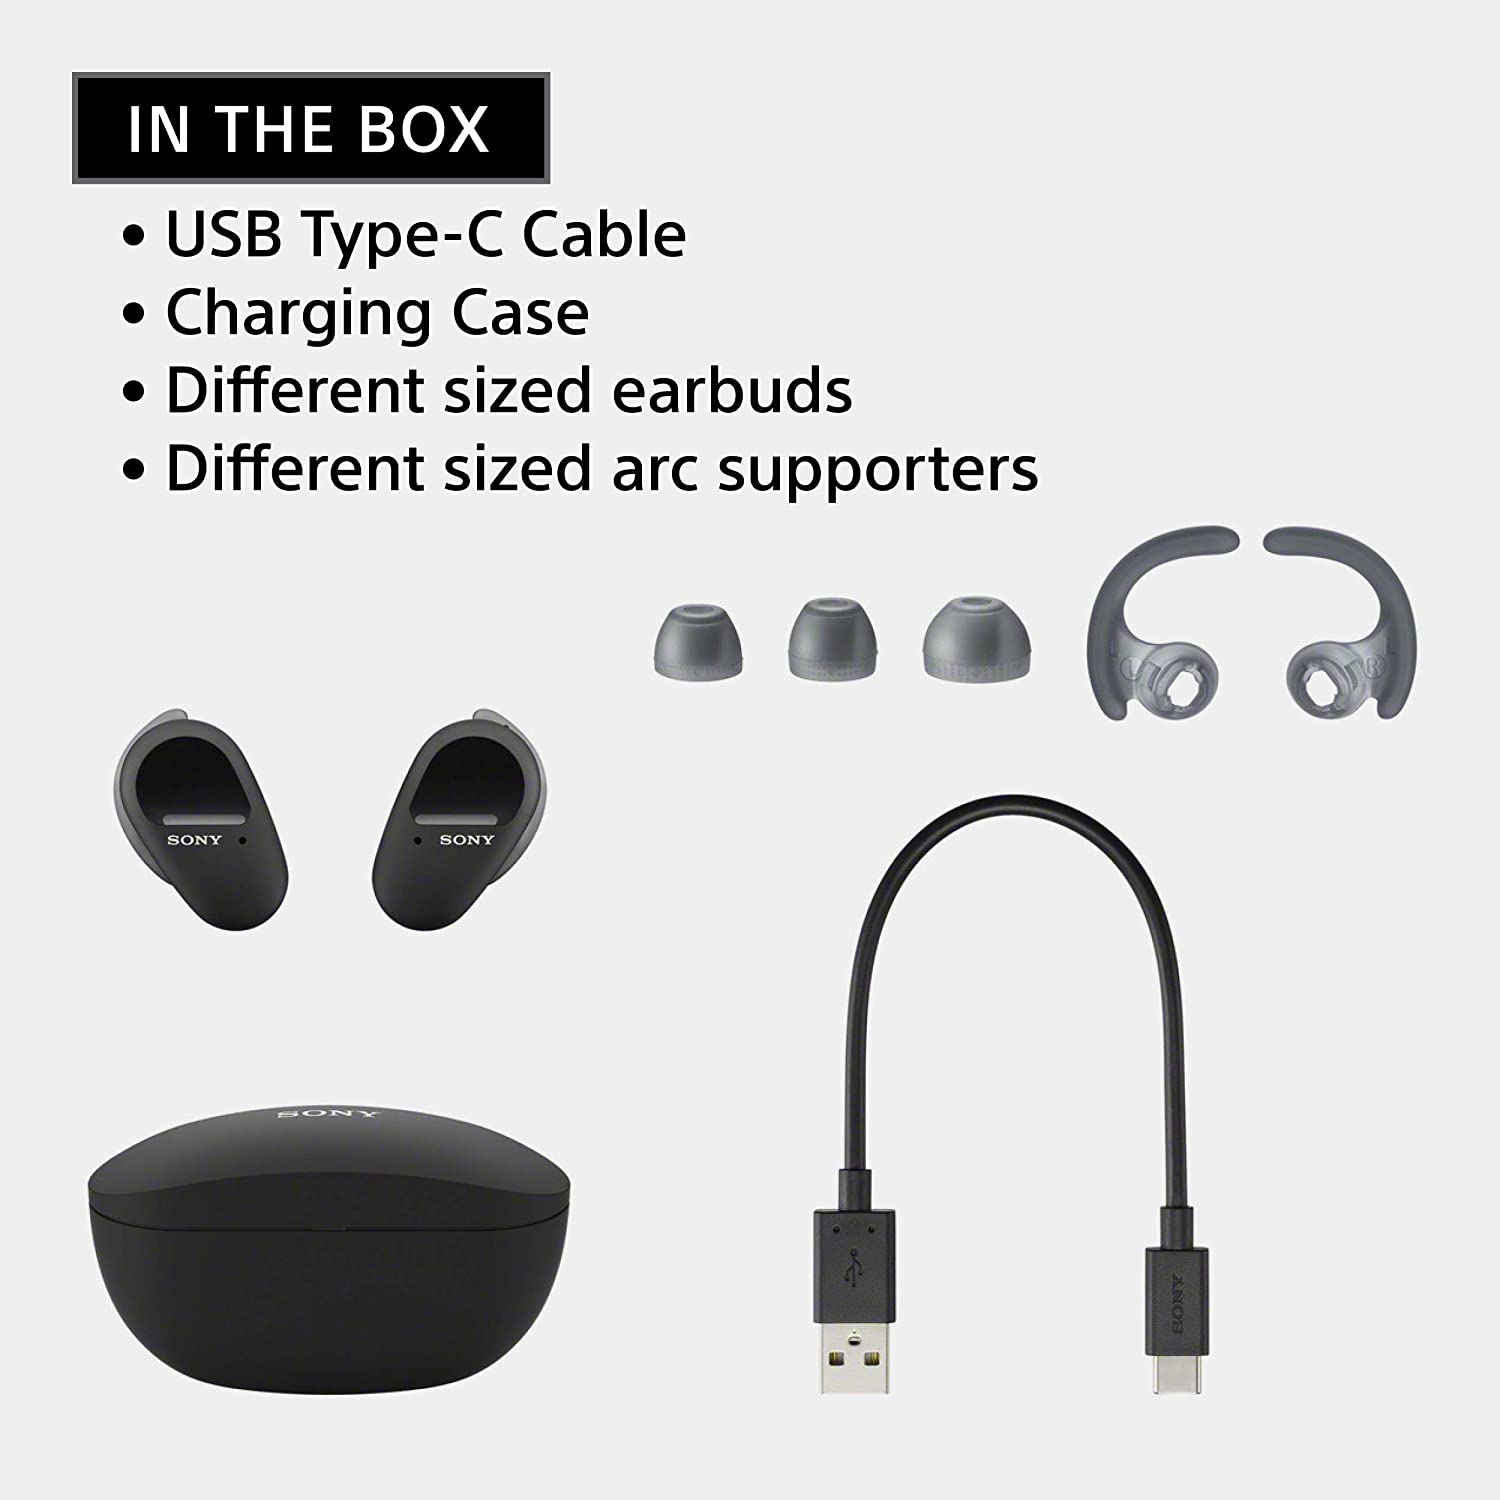 IN THE BOX
• USB Type-C Cable
• Charging Case
• Different sized earbuds
• Different sized arc supporters
L
R
SONY
SONY
SONY
SONY